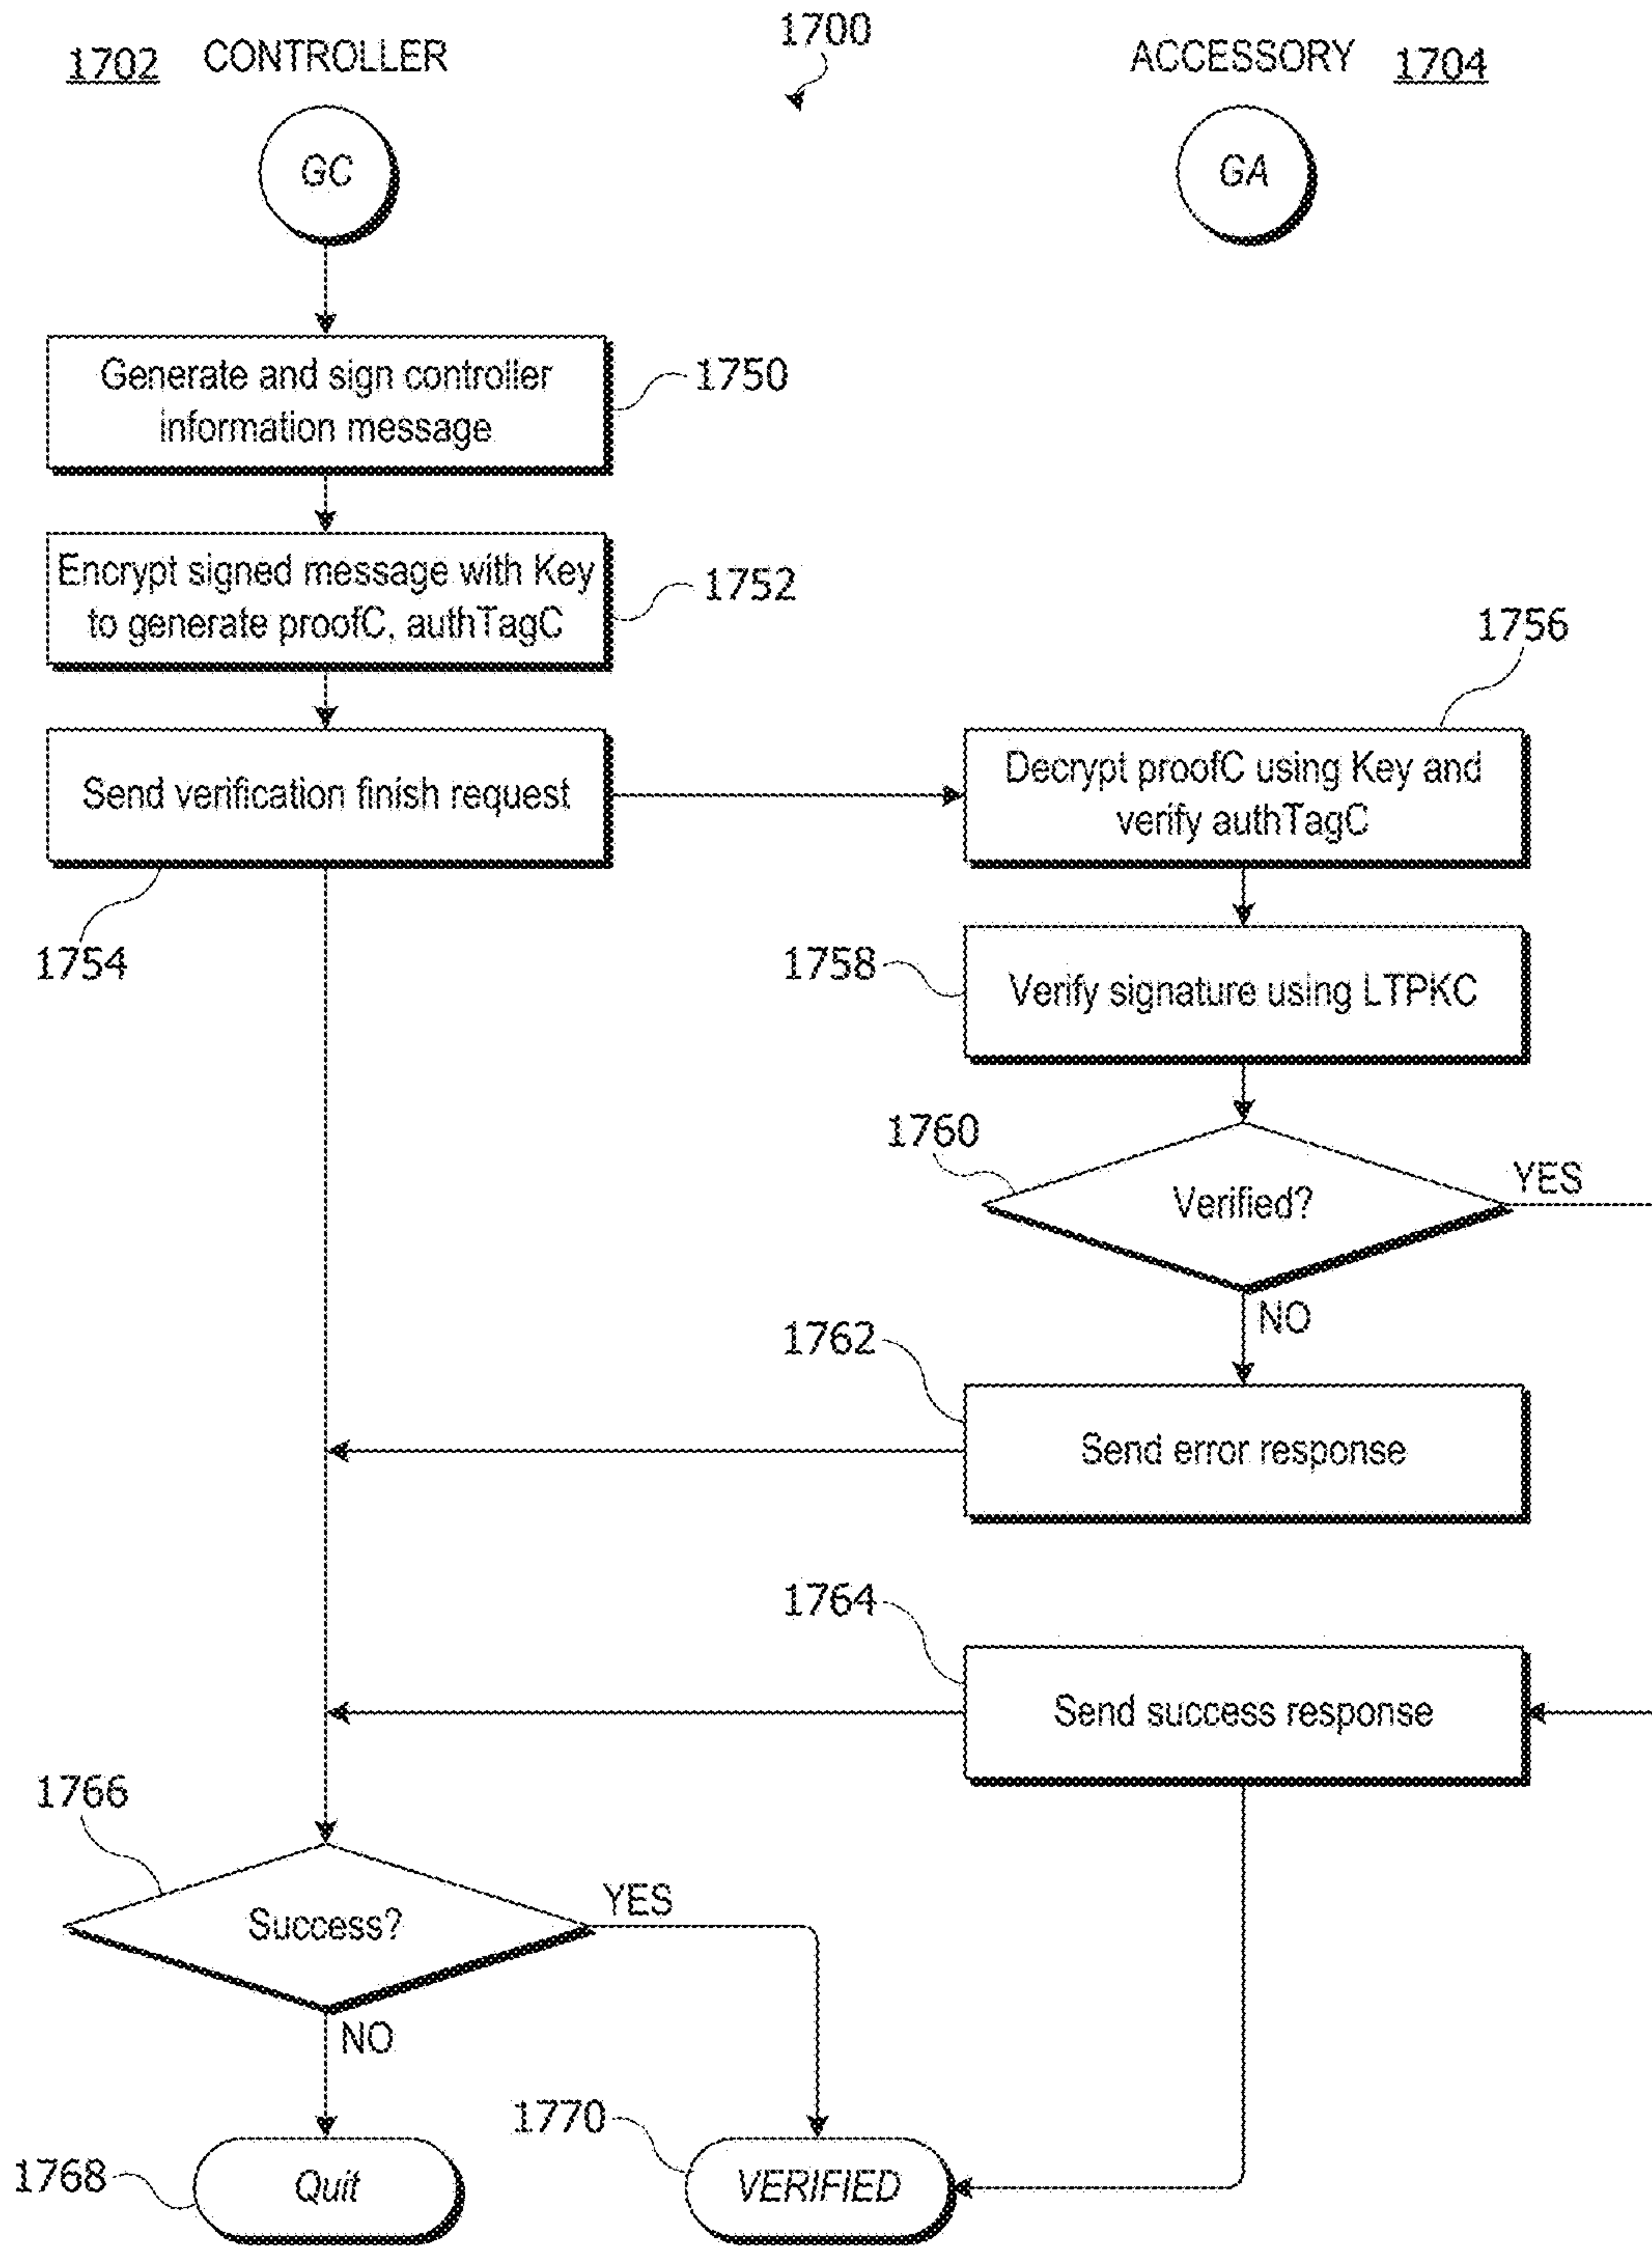 1700
1702 CONTROLLER
ACCESSORY 1704
GC
GA
Generate and sign controller
information message
1750
Encrypt signed message with Key
to generate proofC, authTagC
1752
1756
Send verification finish request
1754
Decrypt proofC using Key and
verify authTagC
1758
Verify signature using LTPKC
1760
Verified?
YES
NO
1762
Send error response
1764
Send success response
1766
Success?
YES
NO
1768
Quit
1770
VERIFIED